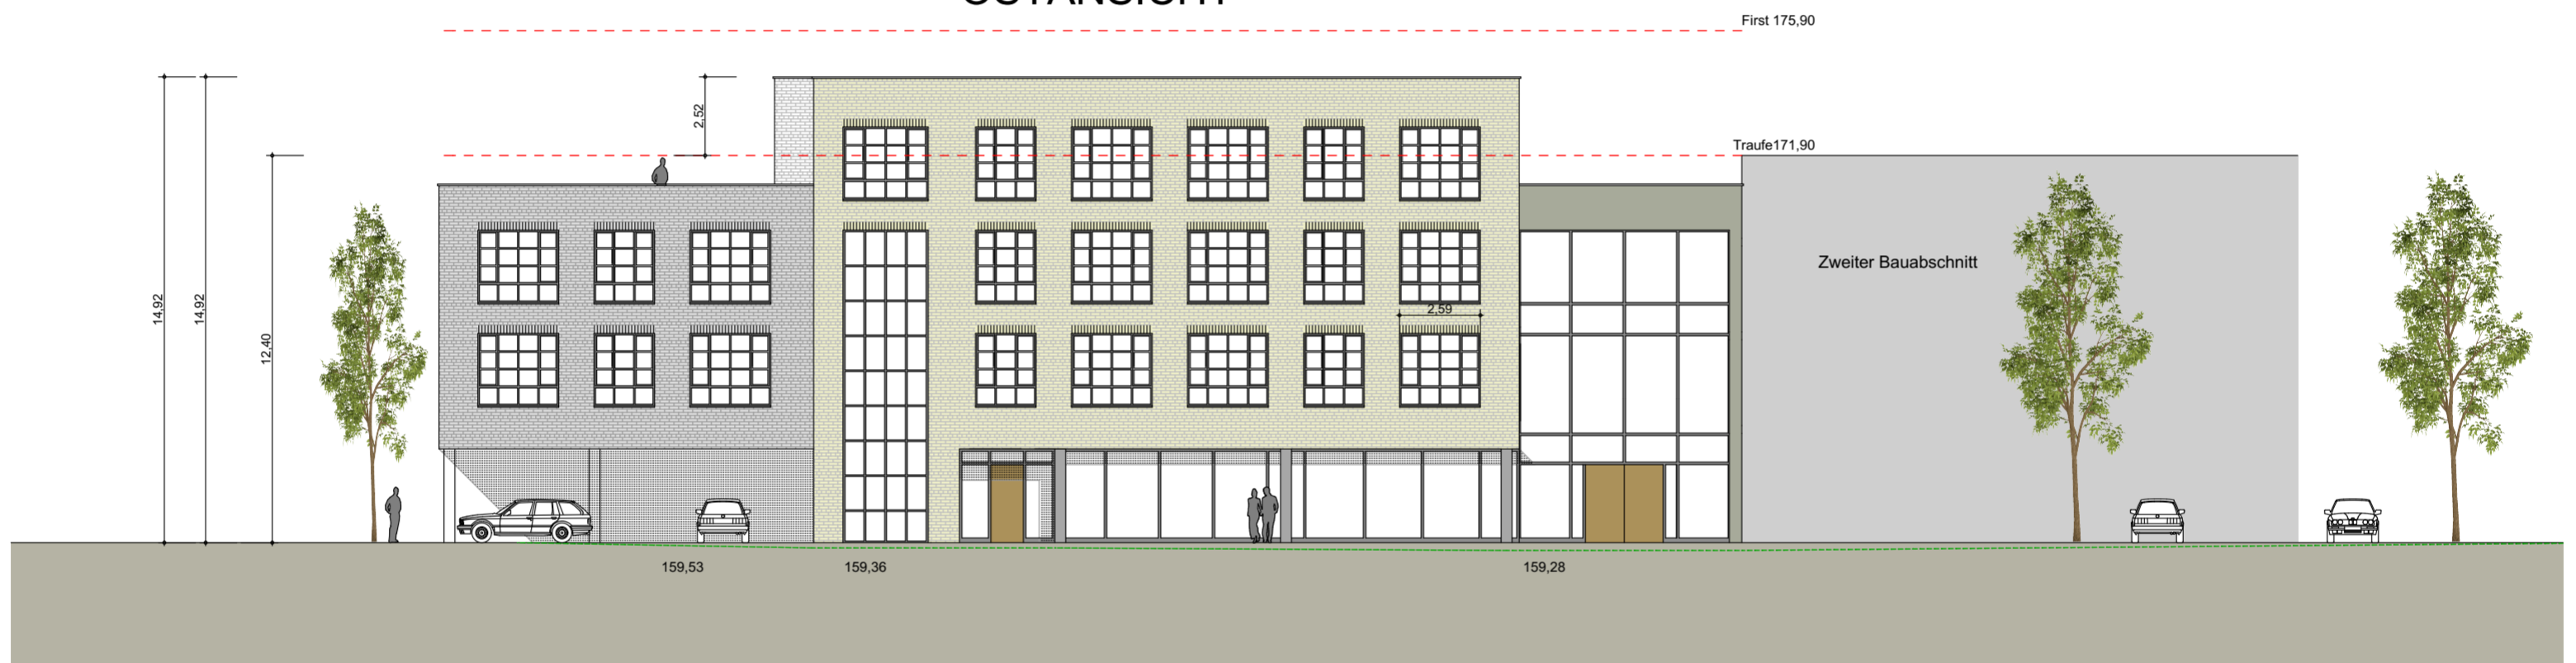 OSTANSICHT
First 175,90
2,52
Traufe171,90
Zweiter Bauabschnitt
14,92
14,92
12,40
2,59
159,53
159,36
159,28